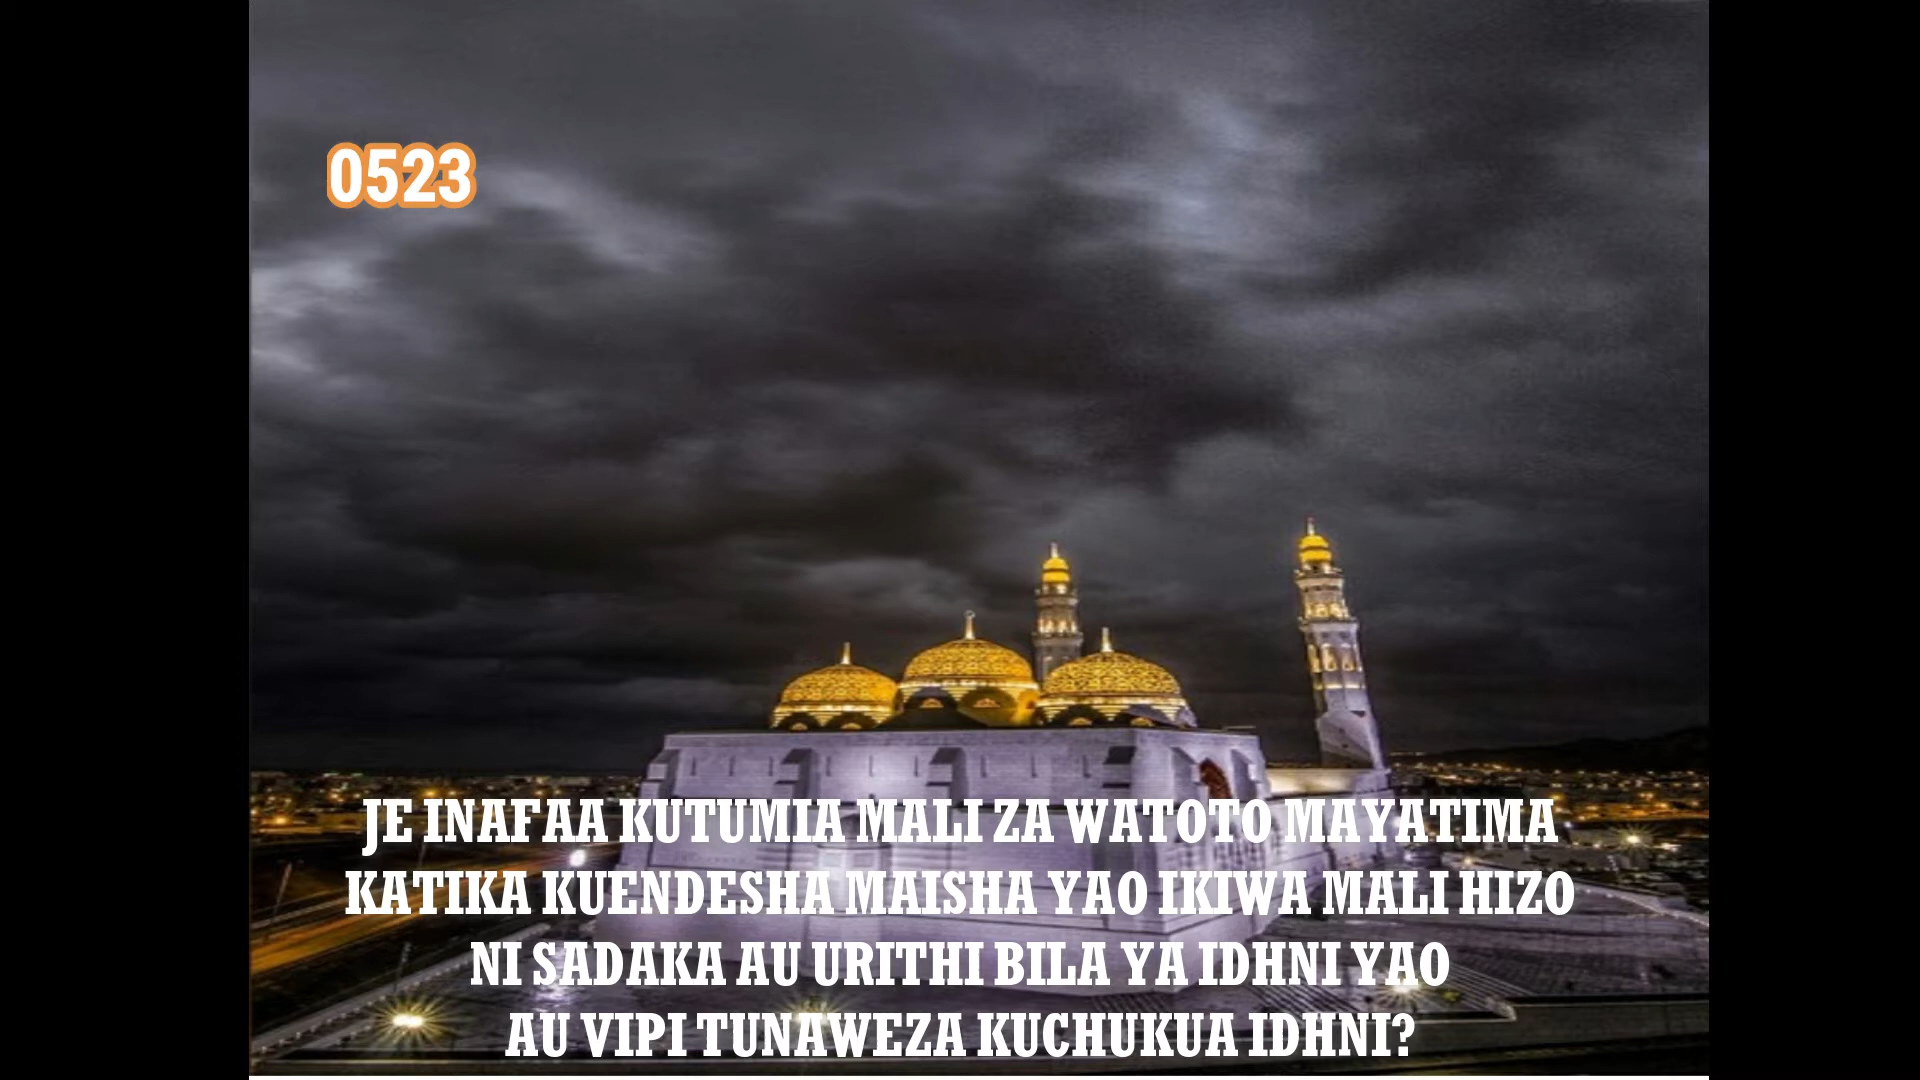 0523
JE INAFAA KUTUMIA MALI ZA WATOTO MAYATIMA
KATIKA KUENDESHA MAISHA YAO IKIWA MALI HIZO
NI SADAKA AU URITHI BILA YA IDHNI YAO
AU VIPI TUNAWEZA KUCHUKUA IDHNI?